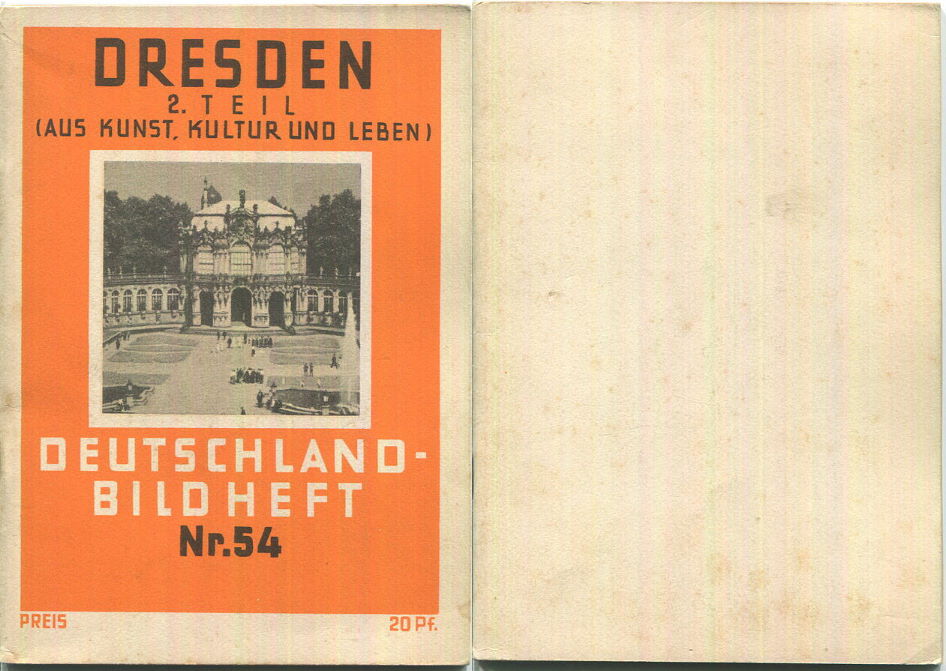 DRESDEN
2. TEIL
(AUS KUNST, KULTUR UND LEBEN)
DEUTSCHLAND-
BILDHEFT
Nr.54
PREIS 20 Pf.